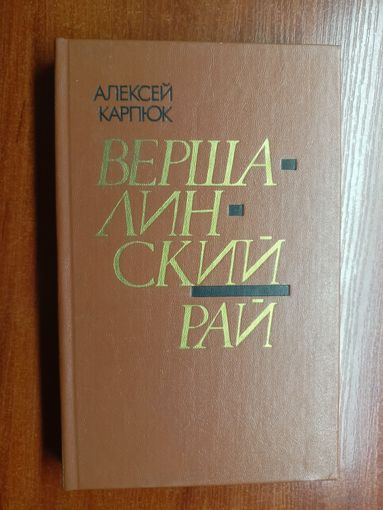 АЛЕКСЕЙ
КАРПЮК
ВЕРША-
ЛИН-
СКИЙ
РАЙ